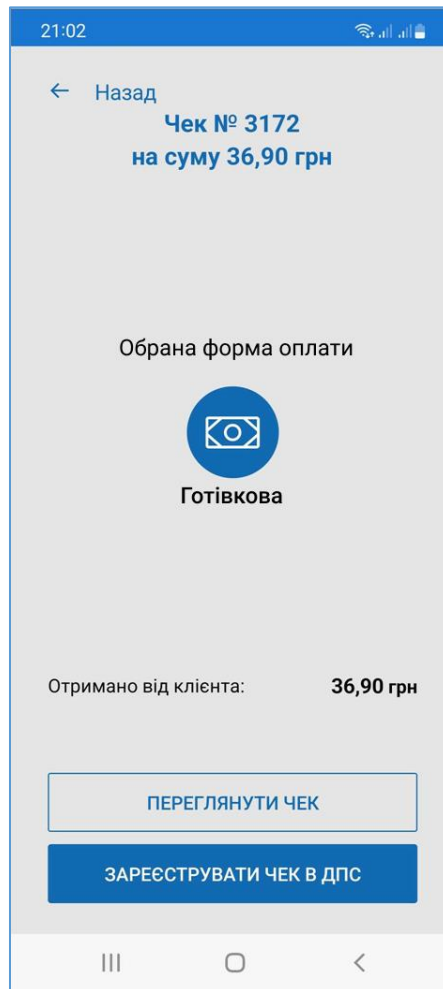 21:02
Назад
Чек № 3172
на суму 36,90 грн
Обрана форма оплати
Готівкова
Отримано від клієнта: 36,90 грн
ПЕРЕГЛЯНУТИ ЧЕК
ЗАРЕЄСТРУВАТИ ЧЕК В ДПС